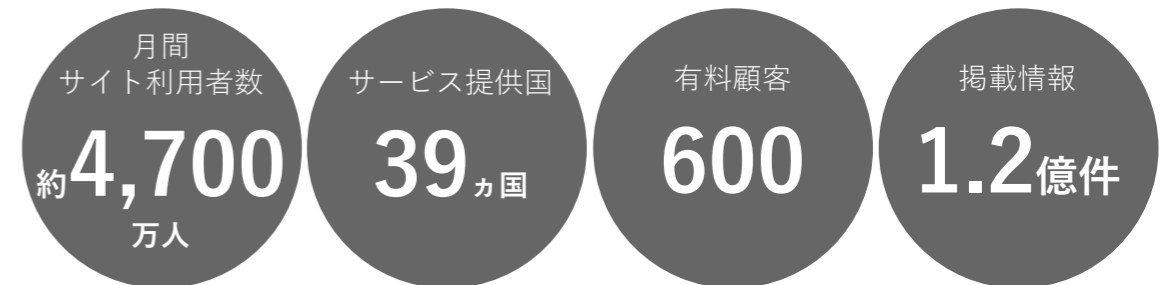 月間
サイト利用者数
約4,700
万人
サービス提供国
39ヵ国
有料顧客
600
掲載情報
1.2億件